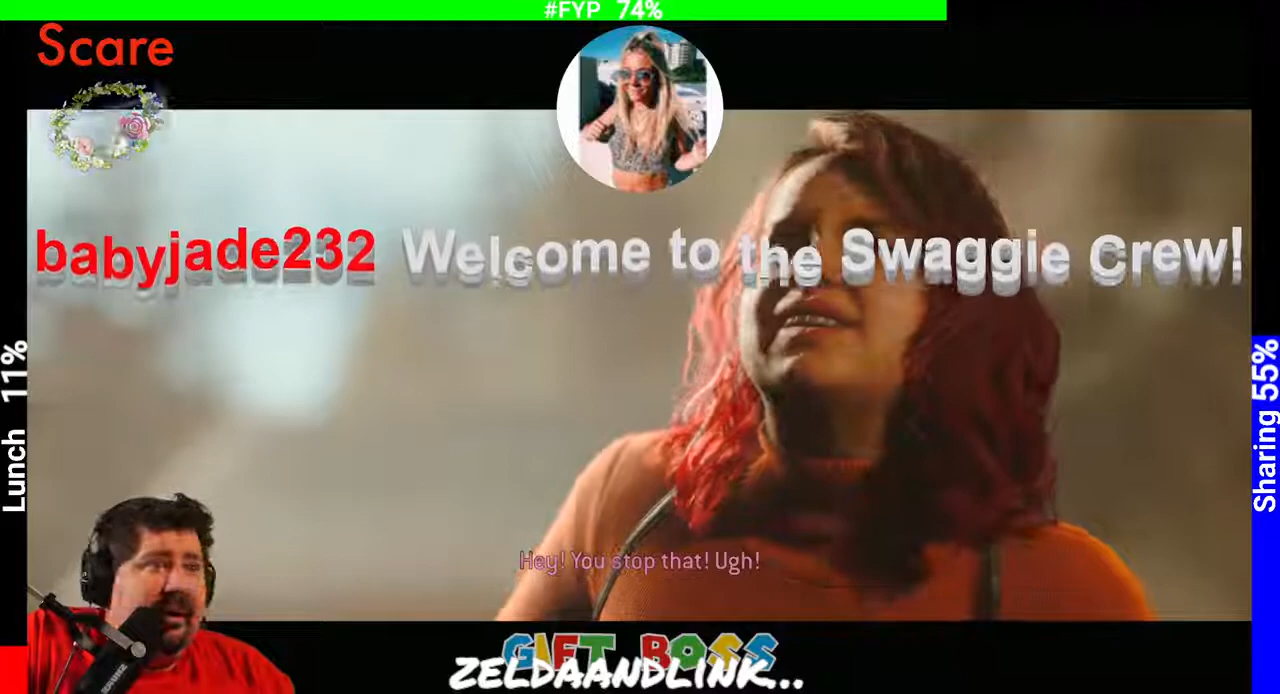 #FYP 74%
Scare
babyjade232 Welcome to the Swaggie Crew!
Lunch 11%
Sharing 55%
Hey! You stop that! Ugh!
GIFT BOSS
ZELDAANDLINK...